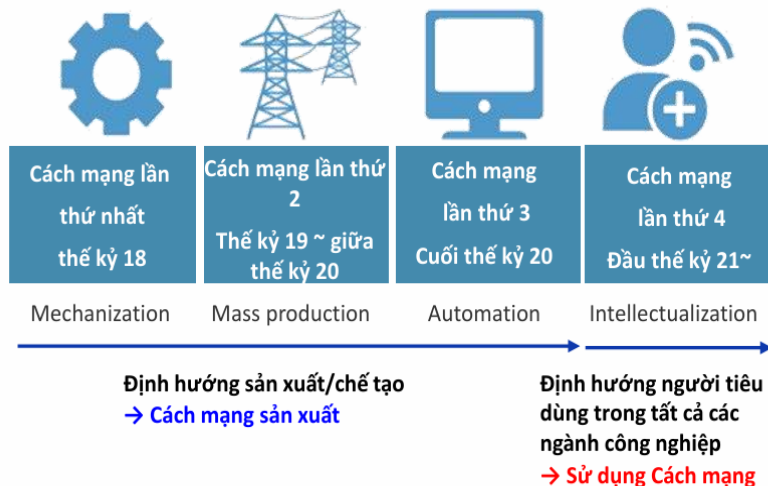 Cách mạng lần
thứ nhất
thế kỷ 18
Cách mạng lần thứ
2
Thế kỷ 19 ~ giữa
thế kỷ 20
Cách mạng
lần thứ 3
Cuối thế kỷ 20
Cách mạng
lần thứ 4
Đầu thế kỷ 21~
Mechanization
Mass production
Automation
Intellectualization
Định hướng sản xuất/chế tạo
→ Cách mạng sản xuất
Định hướng người tiêu
dùng trong tất cả các
ngành công nghiệp
→ Sử dụng Cách mạng